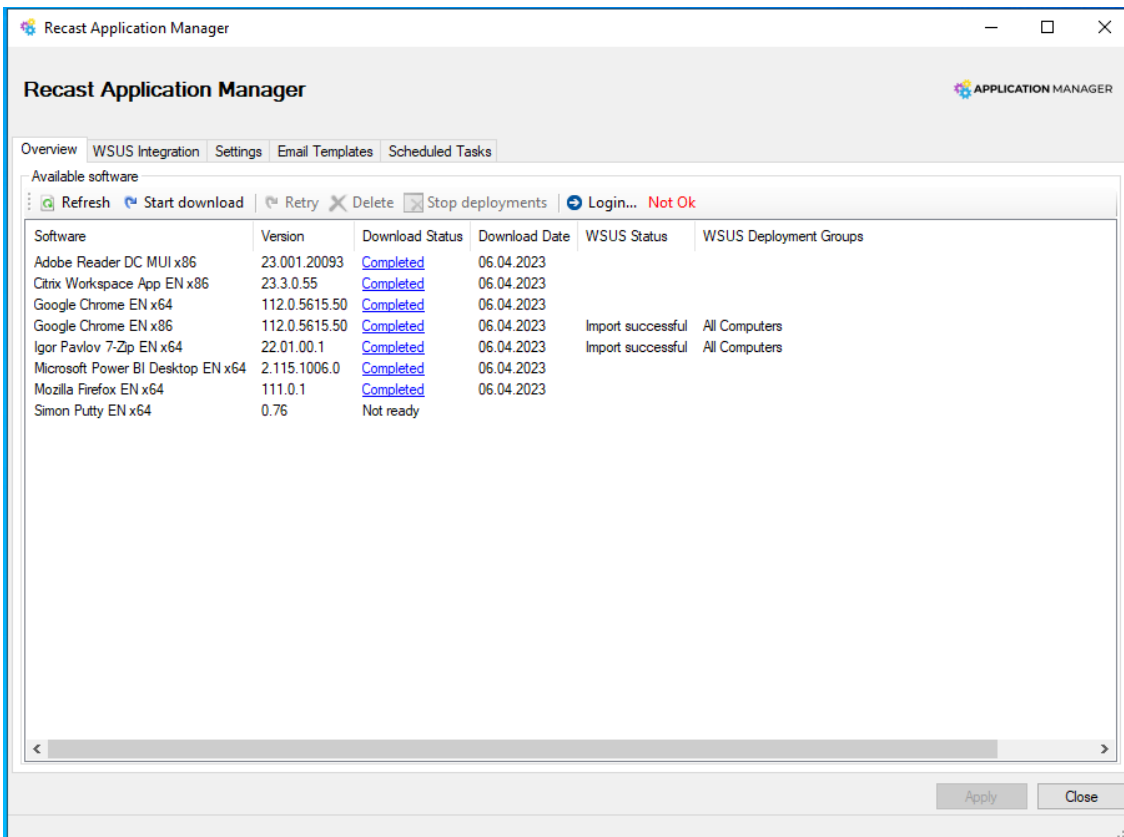 Recast Application Manager
Recast Application Manager
APPLICATION MANAGER
Overview WSUS Integration Settings Email Templates Scheduled Tasks
Available software
Refresh Start download Retry Delete Stop deployments Login... Not Ok
Software Version Download Status Download Date WSUS Status WSUS Deployment Groups
Adobe Reader DC MUI x86 23.001.20093 Completed 06.04.2023
Citrix Workspace App EN x86 23.3.0.55 Completed 06.04.2023
Google Chrome EN x64 112.0.5615.50 Completed 06.04.2023
Google Chrome EN x86 112.0.5615.50 Completed 06.04.2023 Import successful All Computers
Igor Pavlov 7-Zip EN x64 22.01.00.1 Completed 06.04.2023 Import successful All Computers
Microsoft Power BI Desktop EN x64 2.115.1006.0 Completed 06.04.2023
Mozilla Firefox EN x64 111.0.1 Completed 06.04.2023
Simon Putty EN x64 0.76 Not ready
Apply Close